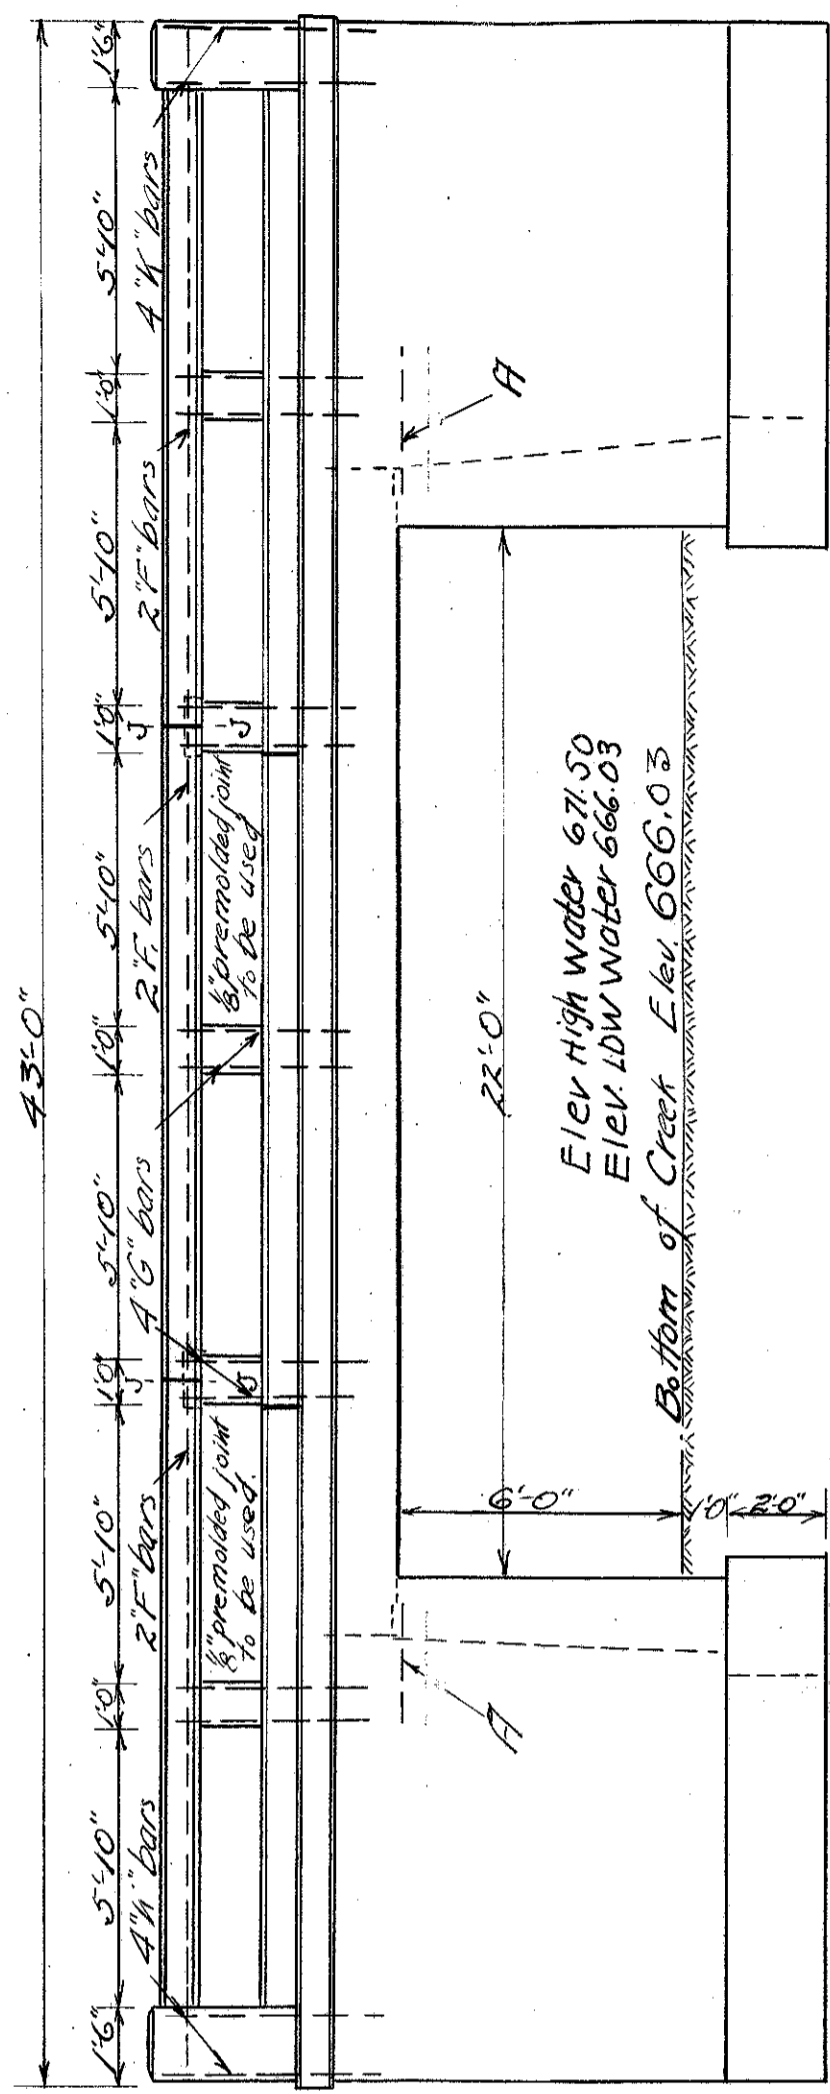 43'-0"
1'6" 5'-10" 1'0" 5'-10" 1'0" 5'-10" 1'0" 5'-10" 1'0" 5'-10" 1'0" 5'-10" 1'6"
J J
4 "K" bars 2 "F" bars 4 "G" bars 2 "F, bars 2 "F" bars 4 "K" bars
J J
1/8" premolded joint
to be used.
1/8" premolded joint
to be used
A A
22'-0"
6'-0"
1'0"
2'0"
Elev High Water 671.50
Elev. LOW Water 666.03
Bottom of Creek Elev. 666.03